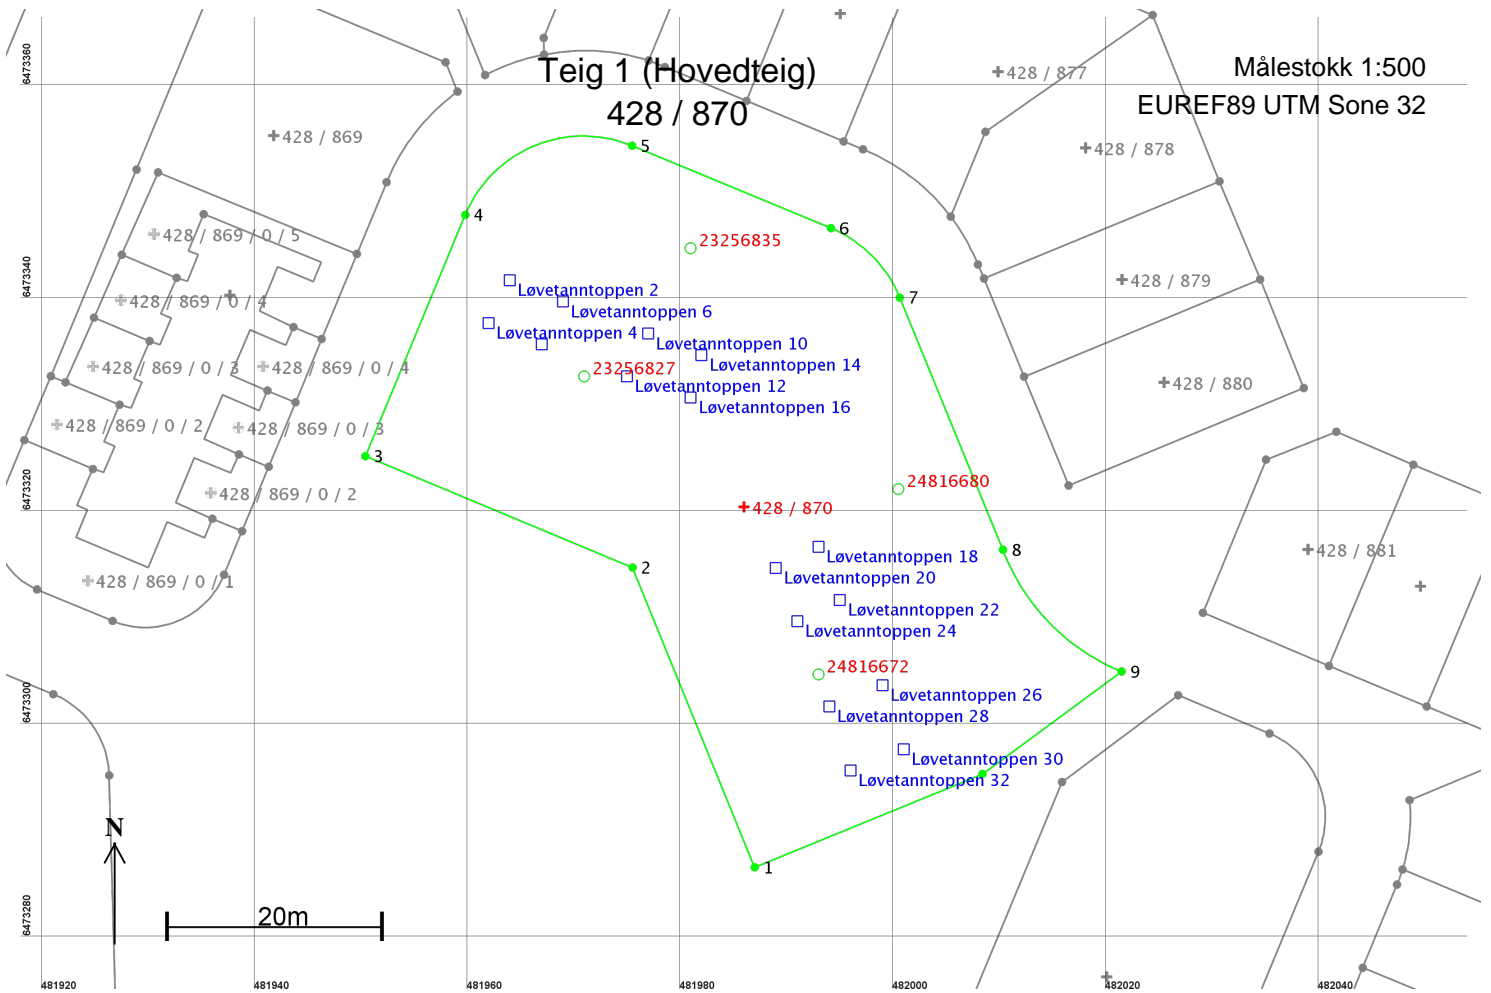 Teig 1 (Hovedteig)
428 / 870
Målestokk 1:500
EUREF89 UTM Sone 32
6473360
428 / 877
428 / 869
5
428 / 878
4
6
428 / 869 / 0 / 5
23256835
428 / 879
Løvetanntoppen 2
6473340
7
428 / 869 / 0 / 4
Løvetanntoppen 6
Løvetanntoppen 4
Løvetanntoppen 10
Løvetanntoppen 14
428 / 869 / 0 / 3
428 / 869 / 0 / 4
23256827
428 / 880
Løvetanntoppen 12
Løvetanntoppen 16
428 / 869 / 0 / 2
428 / 869 / 0 / 3
3
24816680
6473320
428 / 869 / 0 / 2
428 / 870
8
428 / 881
Løvetanntoppen 18
2
Løvetanntoppen 20
428 / 869 / 0 / 1
Løvetanntoppen 22
Løvetanntoppen 24
24816672
9
6473300
Løvetanntoppen 26
Løvetanntoppen 28
Løvetanntoppen 30
Løvetanntoppen 32
N
1
20m
6473280
481920
481940
481960
481980
482000
482020
482040